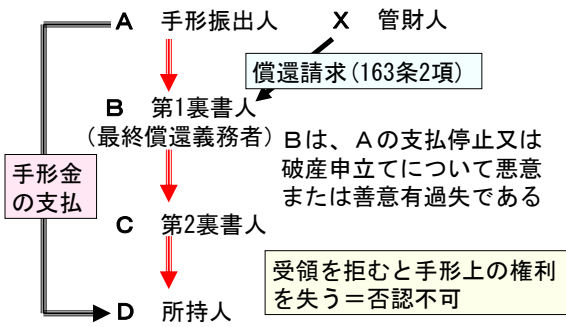 A 手形振出人
X 管財人
償還請求(163条2項)
B 第1裏書人
(最終償還義務者)
Bは、Aの支払停止又は
破産申立てについて悪意
または善意有過失である
手形金
の支払
C 第2裏書人
受領を拒むと手形上の権利
を失う=否認不可
D 所持人